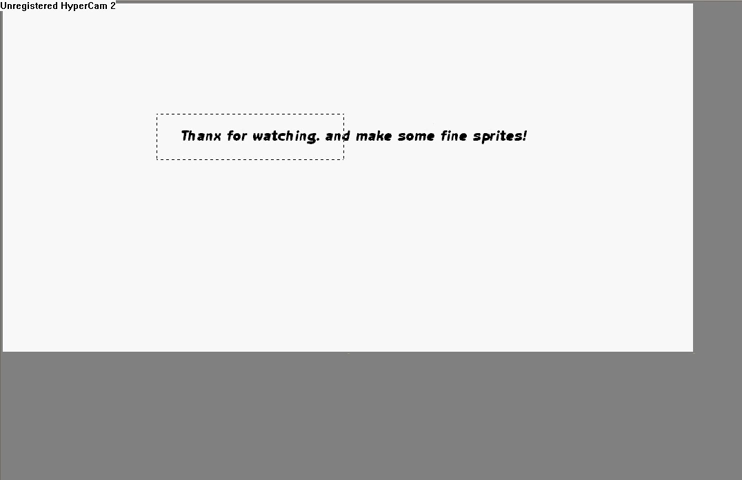 Unregistered HyperCam 2
Thanx for watching. and make some fine sprites!